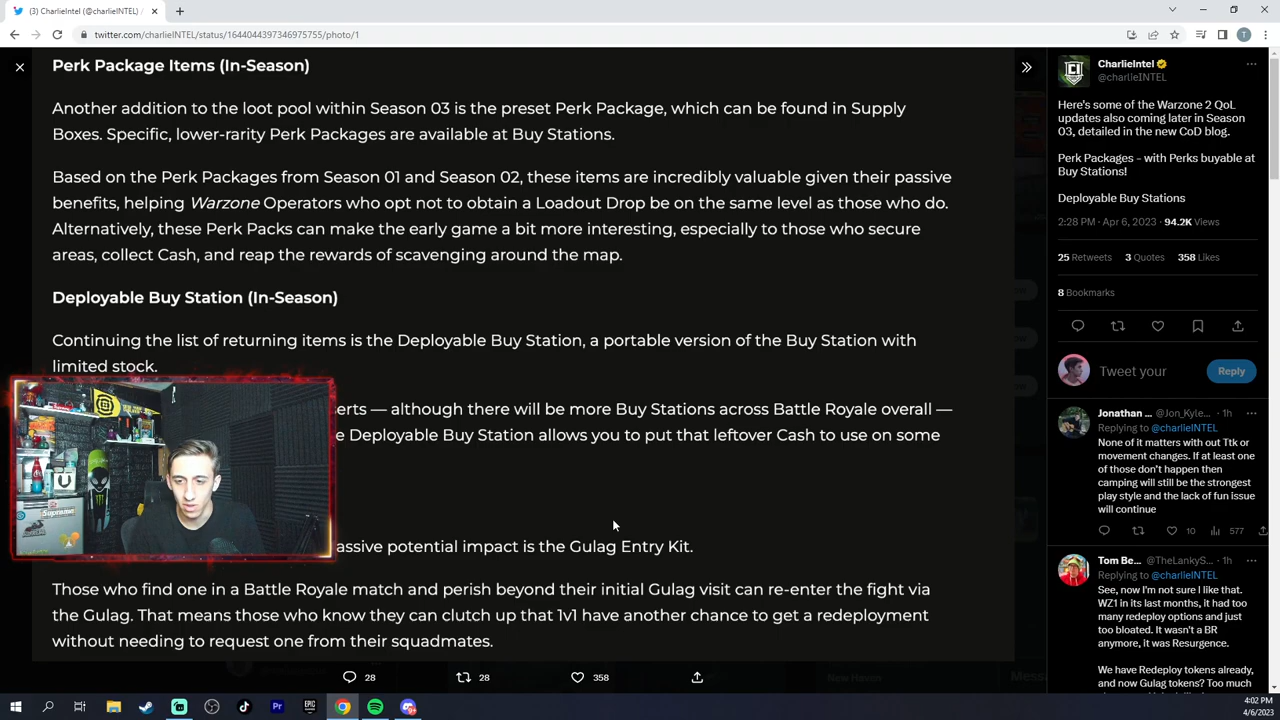 (3) CharlieIntel (@charlieINTEL) /
twitter.com/charlieINTEL/status/1644044397346975755/photo/1
Perk Package Items (In-Season)
Another addition to the loot pool within Season 03 is the preset Perk Package, which can be found in Supply
Boxes. Specific, lower-rarity Perk Packages are available at Buy Stations.
Based on the Perk Packages from Season 01 and Season 02, these items are incredibly valuable given their passive
benefits, helping Warzone Operators who opt not to obtain a Loadout Drop be on the same level as those who do.
Alternatively, these Perk Packs can make the early game a bit more interesting, especially to those who secure
areas, collect Cash, and reap the rewards of scavenging around the map.
Deployable Buy Station (In-Season)
Continuing the list of returning items is the Deployable Buy Station, a portable version of the Buy Station with
limited stock.
serts — although there will be more Buy Stations across Battle Royale overall —
e Deployable Buy Station allows you to put that leftover Cash to use on some
assive potential impact is the Gulag Entry Kit.
Those who find one in a Battle Royale match and perish beyond their initial Gulag visit can re-enter the fight via
the Gulag. That means those who know they can clutch up that 1v1 have another chance to get a redeployment
without needing to request one from their squadmates.
28
28
358
CharlieINTEL
@charlieINTEL
Here's some of the Warzone 2 QoL
updates also coming later in Season
03, detailed in the new CoD blog.
Perk Packages - with Perks buyable at
Buy Stations!
Deployable Buy Stations
2:28 PM · Apr 6, 2023 94.2K Views
25 Retweets 3 Quotes 358 Likes
8 Bookmarks
Tweet your
Reply
Jonathan ... @Jon_Kyle... · 1h
Replying to @charlieINTEL
None of it matters with out Ttk or
movement changes. If at least one
of those don't happen then
camping will still be the strongest
play style and the lack of fun issue
will continue
10 577
Tom Be... @TheLankyS... · 1h
Replying to @charlieINTEL
See, now I'm not sure I like that.
WZ1 in its last months, it had too
many redeploy options and just
too bloated. It wasn't a BR
anymore, it was Resurgence.
We have Redeploy tokens already,
and now Gulag tokens? Too much
Supreme
4:02 PM
4/6/2023